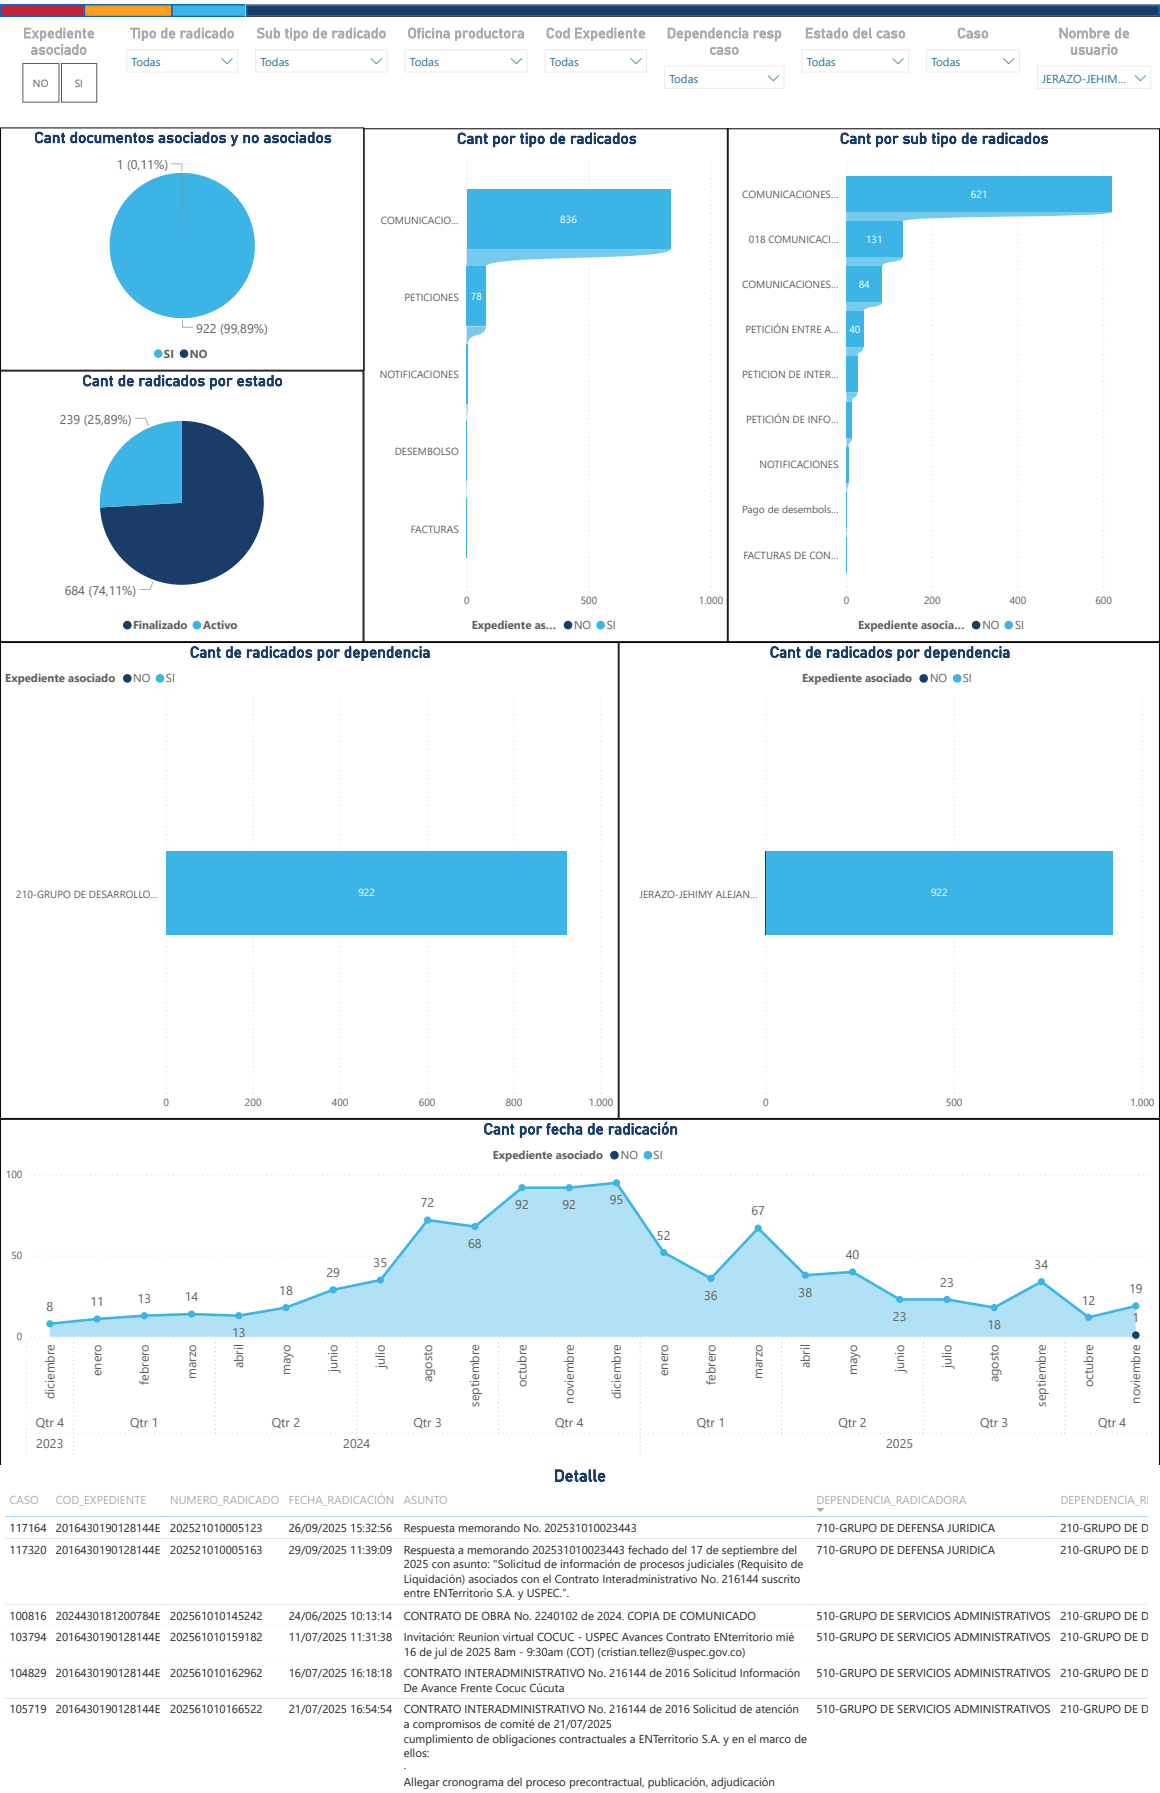 Expediente asociado
NO
SI
Tipo de radicado
Todas
Sub tipo de radicado
Todas
Oficina productora
Todas
Cod Expediente
Todas
Dependencia resp caso
Todas
Estado del caso
Todas
Caso
Todas
Nombre de usuario
JERAZO-JEHIM...
Cant documentos asociados y no asociados
1 (0,11%)
922 (99,89%)
SI NO
Cant de radicados por estado
239 (25,89%)
684 (74,11%)
Finalizado Activo
Cant por tipo de radicados
COMUNICACIO...
836
PETICIONES
78
NOTIFICACIONES
DESEMBOLSO
FACTURAS
0 500 1.000
Expediente as... NO SI
Cant por sub tipo de radicados
COMUNICACIONES...
621
018 COMUNICACI...
131
COMUNICACIONES...
84
PETICIÓN ENTRE A...
40
PETICION DE INTER...
PETICIÓN DE INFO...
NOTIFICACIONES
Pago de desembols...
FACTURAS DE CON...
0 200 400 600
Expediente asocia... NO SI
Cant de radicados por dependencia
Expediente asociado NO SI
210-GRUPO DE DESARROLLO...
922
0 200 400 600 800 1.000
Cant de radicados por dependencia
Expediente asociado NO SI
JERAZO-JEHIMY ALEJAN...
922
0 500 1.000
Cant por fecha de radicación
Expediente asociado NO SI
100
50
0
8 11 13 14 13 18 29 35 72 68 92 92 95 52 36 67 38 40 23 23 18 34 12 19 1
diciembre enero febrero marzo abril mayo junio julio agosto septiembre octubre noviembre diciembre enero febrero marzo abril mayo junio julio agosto septiembre octubre noviembre
Qtr 4 Qtr 1 Qtr 2 Qtr 3 Qtr 4 Qtr 1 Qtr 2 Qtr 3 Qtr 4
2023 2024 2025
Detalle
CASO COD_EXPEDIENTE NUMERO_RADICADO FECHA_RADICACIÓN ASUNTO DEPENDENCIA_RADICADORA DEPENDENCIA_R
117164 2016430190128144E 202521010005123 26/09/2025 15:32:56 Respuesta memorando No. 202531010023443 710-GRUPO DE DEFENSA JURIDICA 210-GRUPO DE D
117320 2016430190128144E 202521010005163 29/09/2025 11:39:09 Respuesta a memorando 202531010023443 fechado del 17 de septiembre del 710-GRUPO DE DEFENSA JURIDICA 210-GRUPO DE D
2025 con asunto: "Solicitud de información de procesos judiciales (Requisito de
Liquidación) asociados con el Contrato Interadministrativo No. 216144 suscrito
entre ENTerritorio S.A. y USPEC.".
100816 2024430181200784E 202561010145242 24/06/2025 10:13:14 CONTRATO DE OBRA No. 2240102 de 2024. COPIA DE COMUNICADO 510-GRUPO DE SERVICIOS ADMINISTRATIVOS 210-GRUPO DE D
103794 2016430190128144E 202561010159182 11/07/2025 11:31:38 Invitación: Reunion virtual COCUC - USPEC Avances Contrato ENterritorio mié 510-GRUPO DE SERVICIOS ADMINISTRATIVOS 210-GRUPO DE D
16 de jul de 2025 8am - 9:30am (COT) (cristian.tellez@uspec.gov.co)
104829 2016430190128144E 202561010162962 16/07/2025 16:18:18 CONTRATO INTERADMINISTRATIVO No. 216144 de 2016 Solicitud Información 510-GRUPO DE SERVICIOS ADMINISTRATIVOS 210-GRUPO DE D
De Avance Frente Cocuc Cúcuta
105719 2016430190128144E 202561010166522 21/07/2025 16:54:54 CONTRATO INTERADMINISTRATIVO No. 216144 de 2016 Solicitud de atención 510-GRUPO DE SERVICIOS ADMINISTRATIVOS 210-GRUPO DE D
a compromisos de comité de 21/07/2025
cumplimiento de obligaciones contractuales a ENTerritorio S.A. y en el marco de
ellos:
.
Allegar cronograma del proceso precontractual, publicación, adjudicación